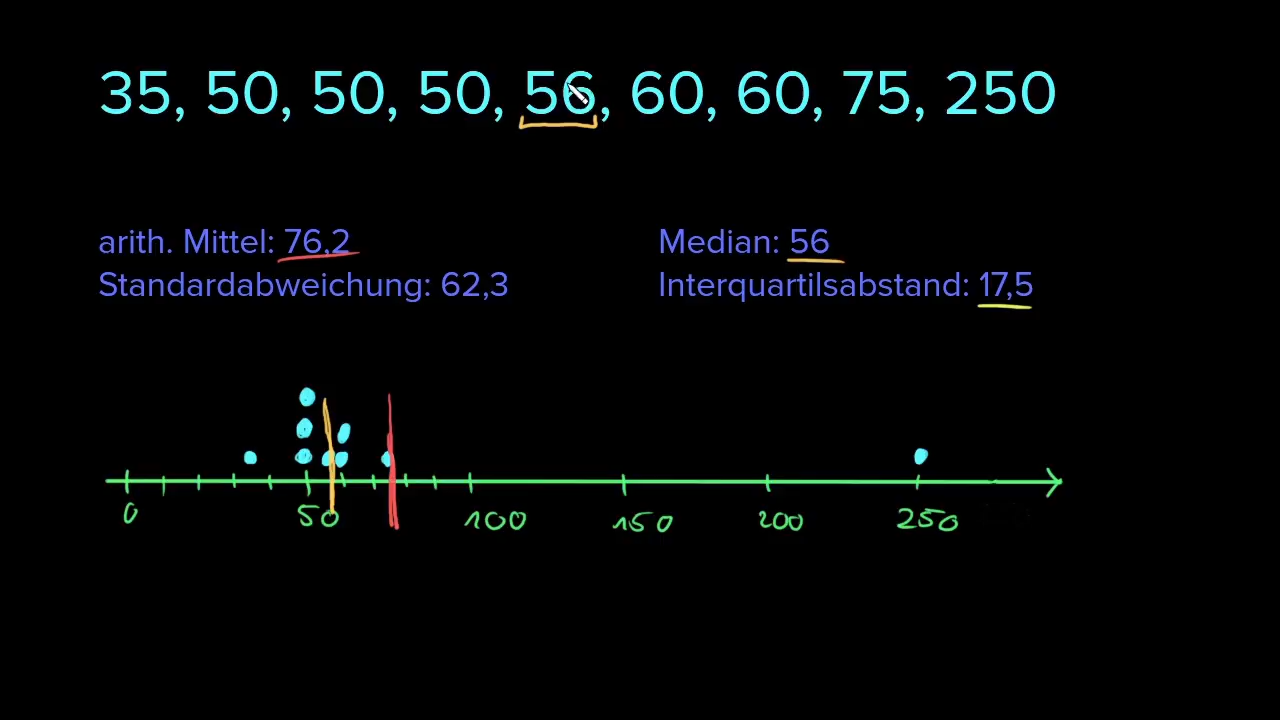 35, 50, 50, 50, 56, 60, 60, 75, 250
arith. Mittel: 76,2
Standardabweichung: 62,3
Median: 56
Interquartilsabstand: 17,5
0 50 100 150 200 250